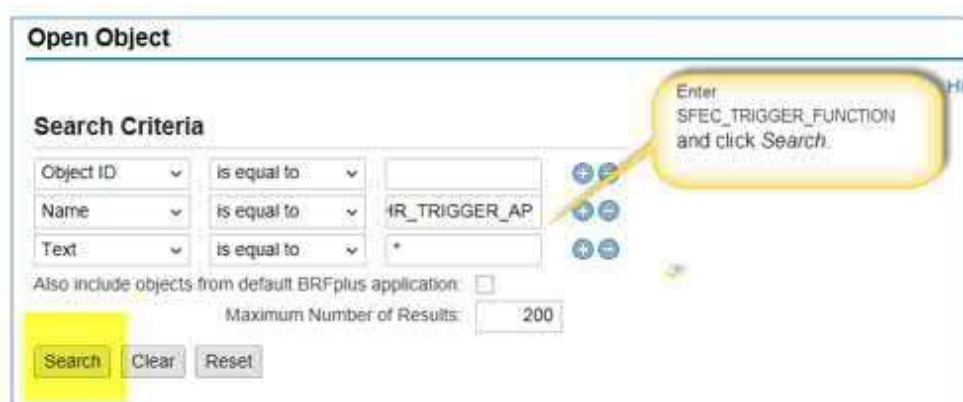 Open Object
Enter
SFEC_TRIGGER_FUNCTION
and click Search.
Search Criteria
Object ID is equal to
Name is equal to HR_TRIGGER_AP
Text is equal to *
Also include objects from default BRFplus application:
Maximum Number of Results: 200
Search Clear Reset